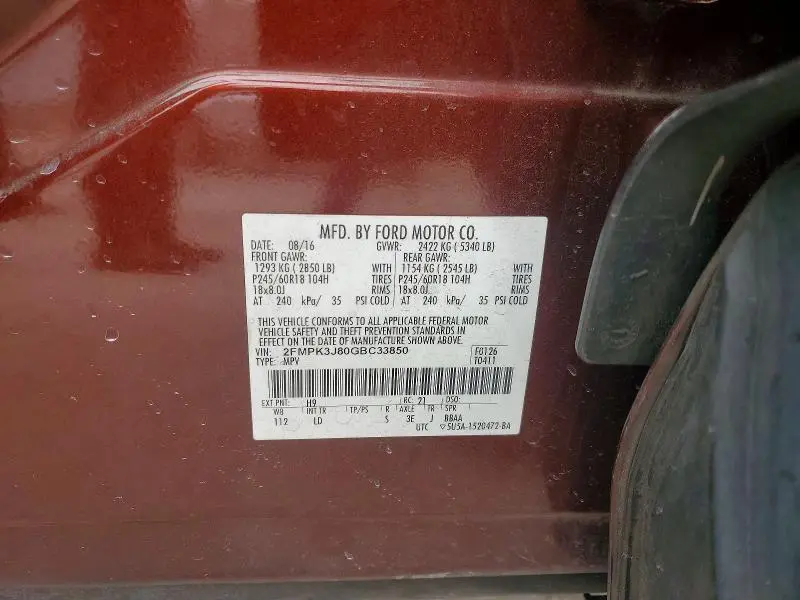 MFD. BY FORD MOTOR CO.
DATE: 08/16 GVWR: 2422 KG ( 5340 LB)
FRONT GAWR: REAR GAWR:
1293 KG ( 2850 LB) WITH 1154 KG ( 2545 LB) WITH
P245/60R18 104H TIRES P245/60R18 104H TIRES
18x8.0J RIMS 18x8.0J RIMS
AT 240 kPa/ 35 PSI COLD AT 240 kPa/ 35 PSI COLD
THIS VEHICLE CONFORMS TO ALL APPLICABLE FEDERAL MOTOR
VEHICLE SAFETY AND THEFT PREVENTION STANDARDS IN
EFFECT ON THE DATE OF MANUFACTURE SHOWN ABOVE.
VIN: 2FMPK3J80GBC33850 F0126
TYPE: MPV T0411
EXT PNT: H9 RC: 21 DSO:
WB INT TR TP/PS R AXLE TR SPR
112 LD S 3E J BBAA
UTC 5U5A-1520472-BA